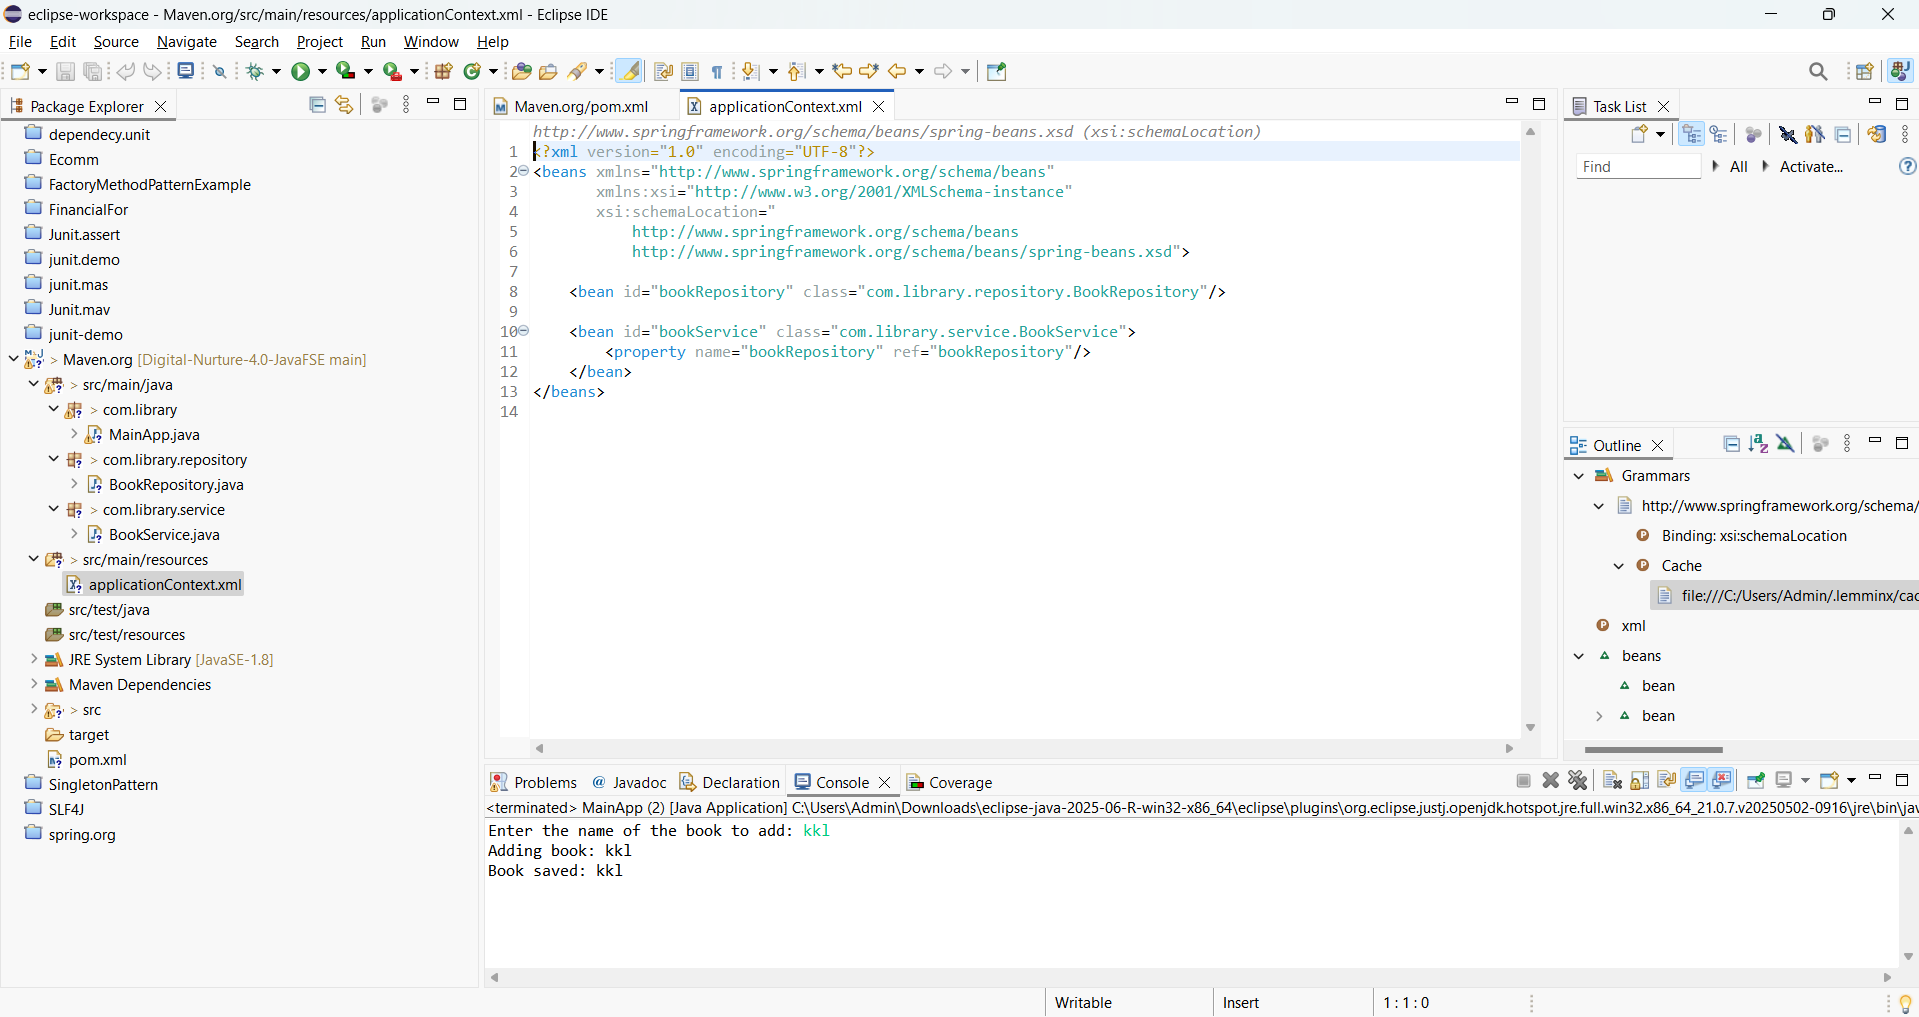 eclipse-workspace - Maven.org/src/main/resources/applicationContext.xml - Eclipse IDE
File Edit Source Navigate Search Project Run Window Help
Package Explorer
dependecy.unit
Ecomm
FactoryMethodPatternExample
FinancialFor
Junit.assert
junit.demo
junit.mas
Junit.mav
junit-demo
> Maven.org [Digital-Nurture-4.0-JavaFSE main]
> src/main/java
> com.library
MainApp.java
> com.library.repository
BookRepository.java
> com.library.service
BookService.java
> src/main/resources
applicationContext.xml
src/test/java
src/test/resources
JRE System Library [JavaSE-1.8]
Maven Dependencies
> src
target
pom.xml
SingletonPattern
SLF4J
spring.org
Maven.org/pom.xml applicationContext.xml
http://www.springframework.org/schema/beans/spring-beans.xsd (xsi:schemaLocation)
1 <?xml version="1.0" encoding="UTF-8"?>
2 <beans xmlns="http://www.springframework.org/schema/beans"
3 xmlns:xsi="http://www.w3.org/2001/XMLSchema-instance"
4 xsi:schemaLocation="
5 http://www.springframework.org/schema/beans
6 http://www.springframework.org/schema/beans/spring-beans.xsd">
7
8 <bean id="bookRepository" class="com.library.repository.BookRepository"/>
9
10 <bean id="bookService" class="com.library.service.BookService">
11 <property name="bookRepository" ref="bookRepository"/>
12 </bean>
13 </beans>
14
Task List
Find All Activate...
Outline
Grammars
http://www.springframework.org/schema/
Binding: xsi:schemaLocation
Cache
file:///C:/Users/Admin/.lemminx/cac
xml
beans
bean
bean
Problems Javadoc Declaration Console Coverage
<terminated> MainApp (2) [Java Application] C:\Users\Admin\Downloads\eclipse-java-2025-06-R-win32-x86_64\eclipse\plugins\org.eclipse.justj.openjdk.hotspot.jre.full.win32.x86_64_21.0.7.v20250502-0916\jre\bin\jav
Enter the name of the book to add: kkl
Adding book: kkl
Book saved: kkl
Writable Insert 1 : 1 : 0